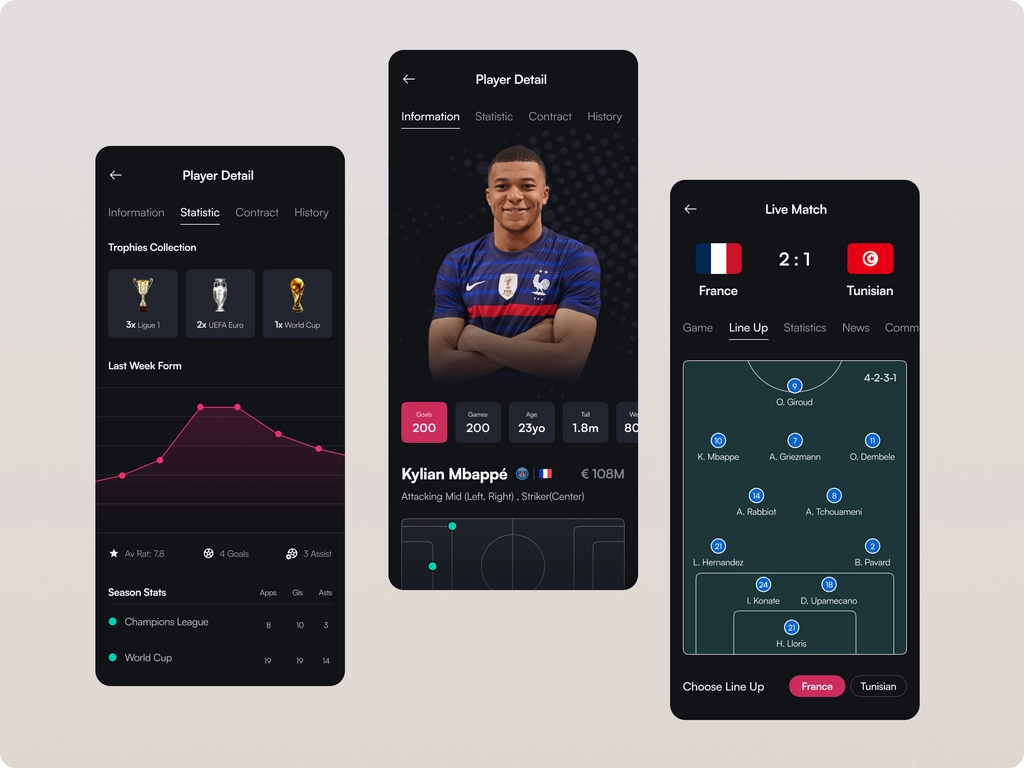 Player Detail
Information Statistic Contract History
Trophies Collection
3x Ligue 1
2x UEFA Euro
1x World Cup
Last Week Form
Av Rat: 7.8
4 Goals
3 Assist
Season Stats Apps Gls Asts
Champions League 8 10 3
World Cup 19 19 14
Player Detail
Information Statistic Contract History
Goals
200
Games
200
Age
23yo
Tall
1.8m
We
80
Kylian Mbappé € 108M
Attacking Mid (Left, Right) , Striker(Center)
Live Match
2 : 1
France Tunisian
Game Line Up Statistics News Comm
4-2-3-1
9
O. Giroud
10 7 11
K. Mbappe A. Griezmann O. Dembele
14 8
A. Rabbiot A. Tchouameni
21 2
L. Hernandez B. Pavard
24 18
I. Konate D. Upamecano
21
H. Lloris
Choose Line Up France Tunisian